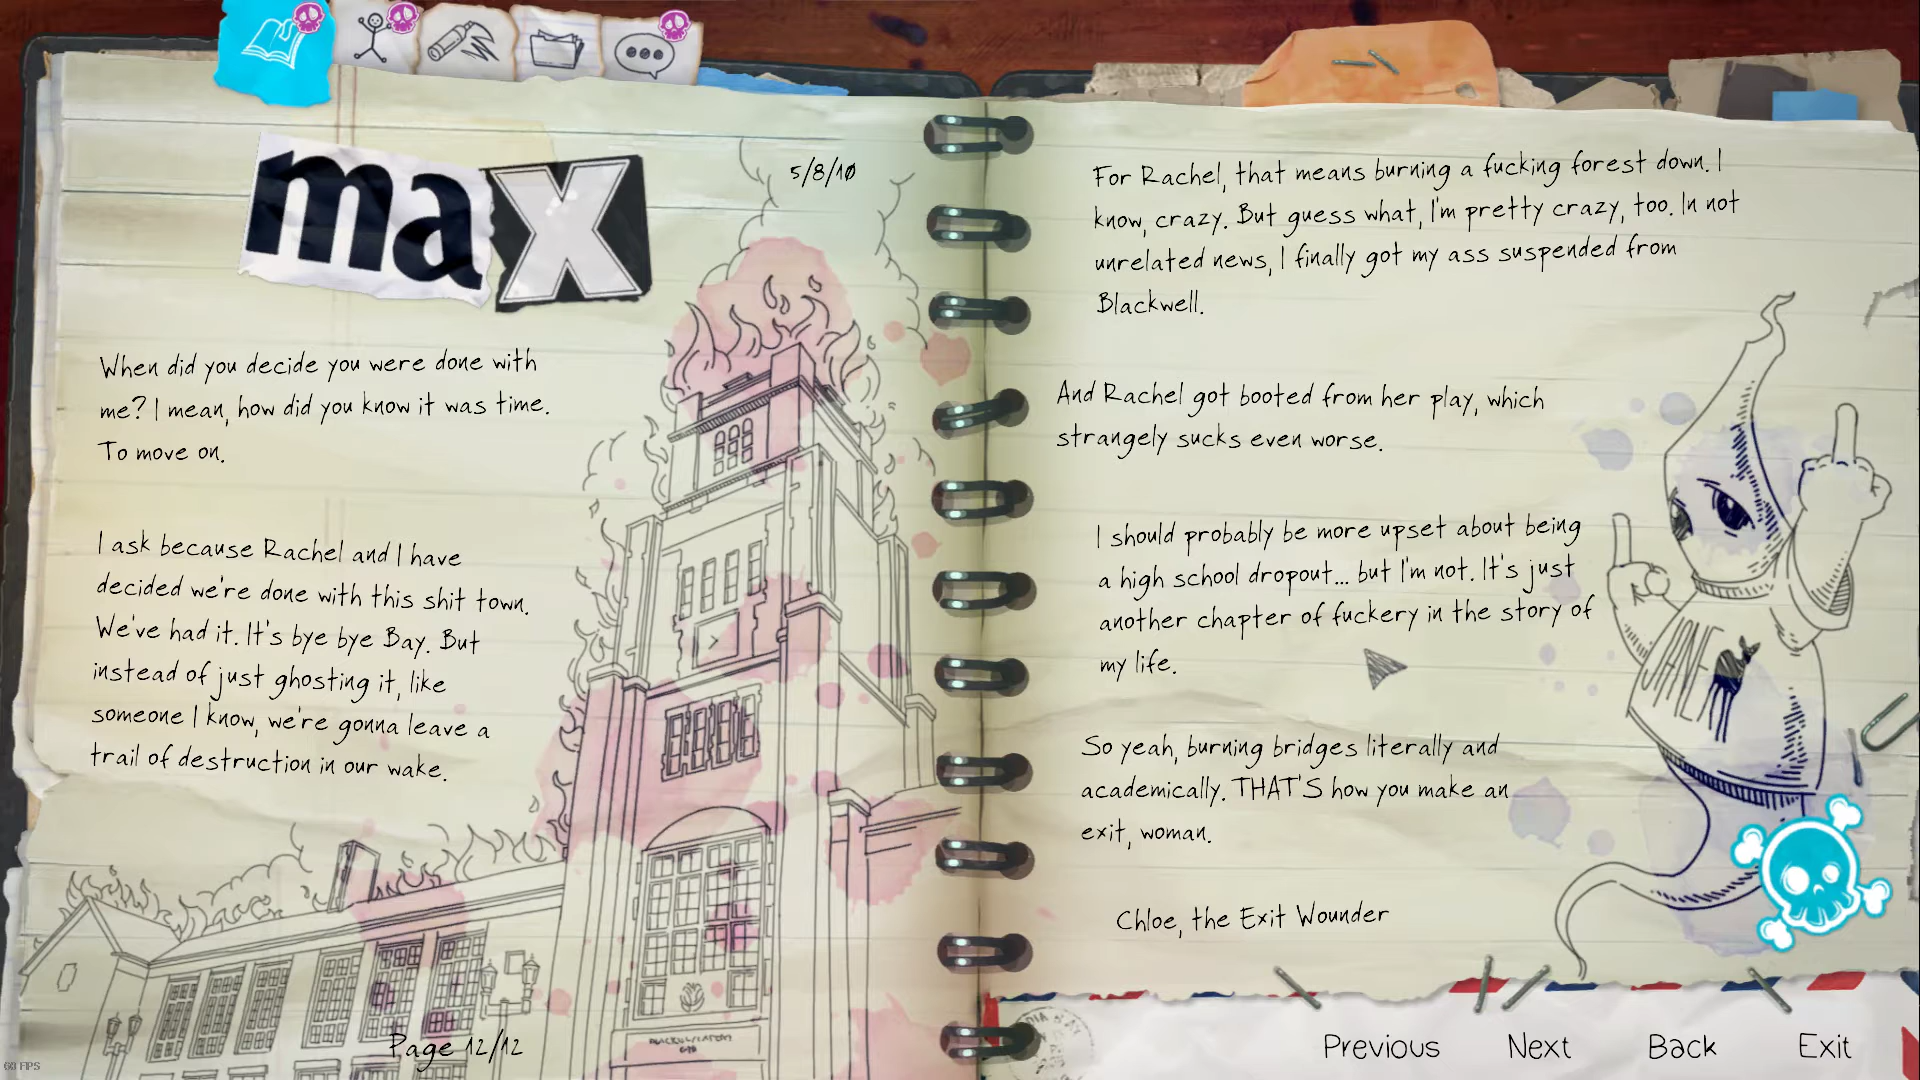 max
5/8/10
When did you decide you were done with
me? I mean, how did you know it was time.
To move on.
I ask because Rachel and I have
decided we're done with this shit town.
We've had it. It's bye bye Bay. But
instead of just ghosting it, like
someone I know, we're gonna leave a
trail of destruction in our wake.
Page 12/12
For Rachel, that means burning a fucking forest down. I
know, crazy. But guess what, I'm pretty crazy, too. In not
unrelated news, I finally got my ass suspended from
Blackwell.
And Rachel got booted from her play, which
strangely sucks even worse.
I should probably be more upset about being
a high school dropout... but I'm not. It's just
another chapter of fuckery in the story of
my life.
So yeah, burning bridges literally and
academically. THAT'S how you make an
exit, woman.
Chloe, the Exit Wounder
JANE
Previous
Next
Back
Exit
60 FPS